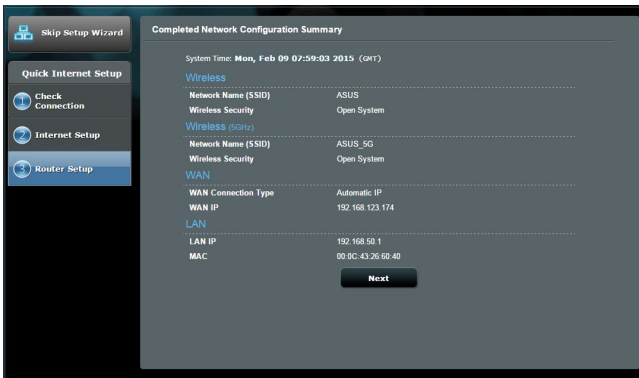 Skip Setup Wizard
Quick Internet Setup
1 Check Connection
2 Internet Setup
3 Router Setup
Completed Network Configuration Summary
System Time: Mon, Feb 09 07:59:03 2015 (GMT)
Wireless
Network Name (SSID) ASUS
Wireless Security Open System
Wireless (5GHz)
Network Name (SSID) ASUS_5G
Wireless Security Open System
WAN
WAN Connection Type Automatic IP
WAN IP 192.168.123.174
LAN
LAN IP 192.168.50.1
MAC 00:0C:43:26:60:40
Next